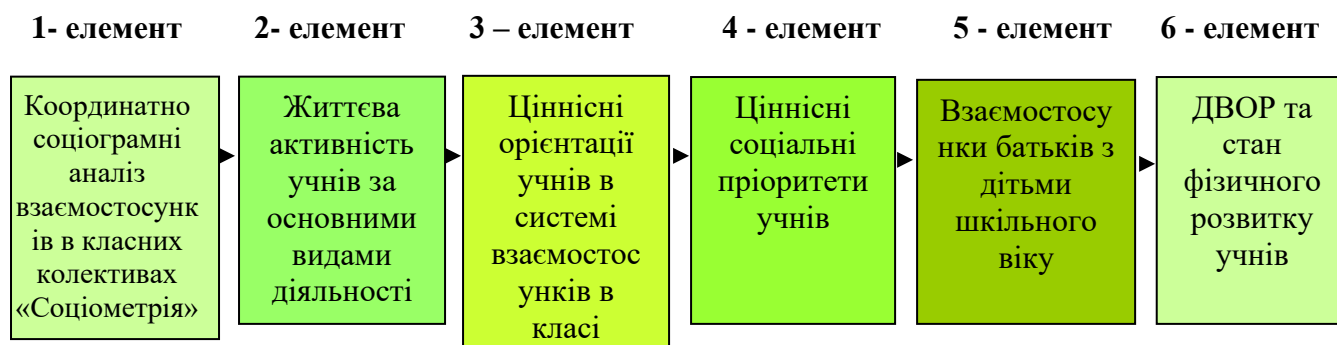 1- елемент
2- елемент
3 – елемент
4 - елемент
5 - елемент
6 - елемент
Координатно
соціограмні
аналіз
взаємостосунк
ів в класних
колективах
«Соціометрія»
Життєва
активність
учнів за
основними
видами
діяльності
Ціннісні
орієнтації
учнів в
системі
взаємостос
унків в
класі
Ціннісні
соціальні
пріоритети
учнів
Взаємостосу
нки батьків з
дітьми
шкільного
віку
ДВОР та
стан
фізичного
розвитку
учнів